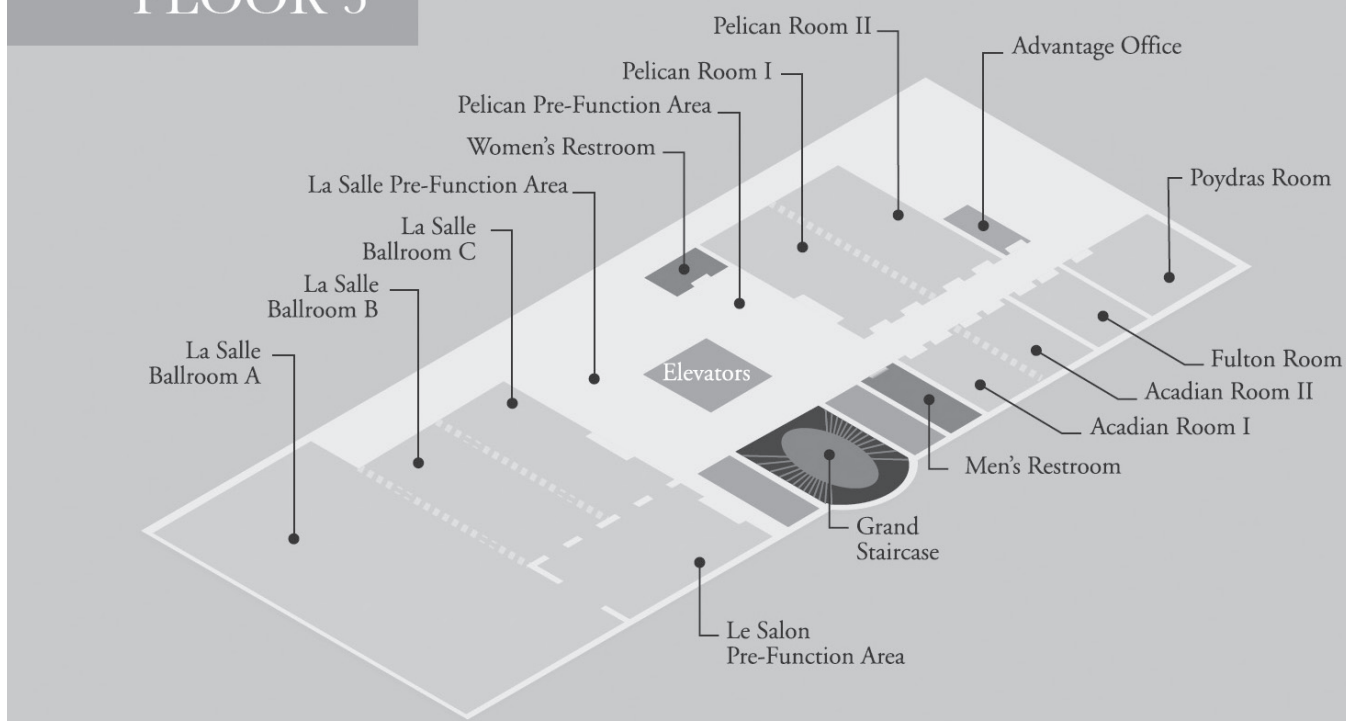 FLOOR 3
Pelican Room II
Advantage Office
Pelican Room I
Pelican Pre-Function Area
Women's Restroom
Poydras Room
La Salle Pre-Function Area
La Salle
Ballroom C
La Salle
Ballroom B
La Salle
Ballroom A
Elevators
Fulton Room
Acadian Room II
Acadian Room I
Men's Restroom
Grand
Staircase
Le Salon
Pre-Function Area